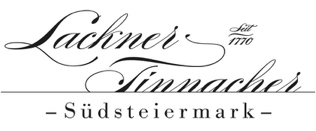 Lackner
Seit
1770
Tinnacher
– Südsteiermark –